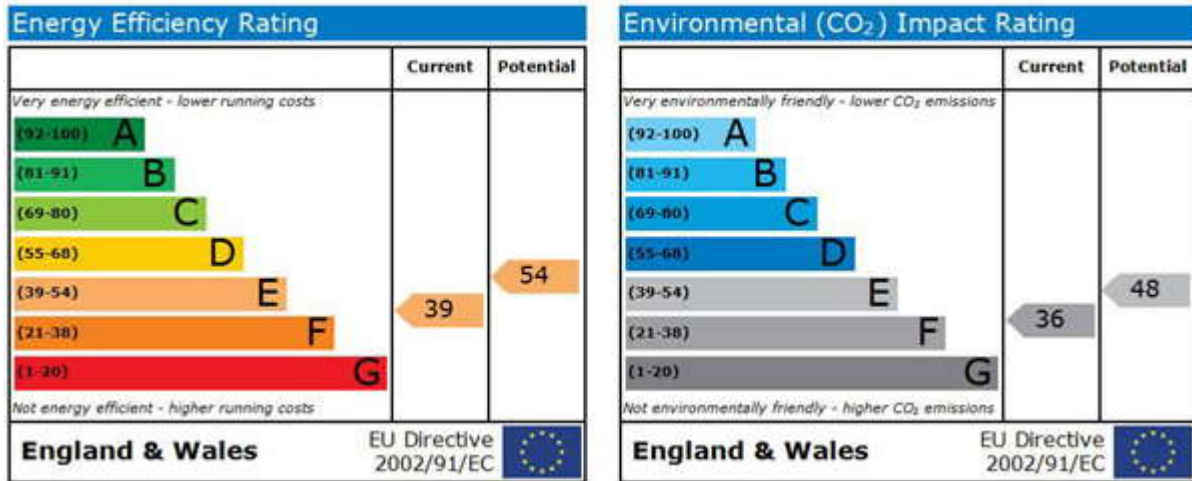 Energy Efficiency Rating
Current Potential
Very energy efficient - lower running costs
(92-100) A
(81-91) B
(69-80) C
(55-68) D
(39-54) E
(21-38) F
(1-20) G
39
54
Not energy efficient - higher running costs
England & Wales
EU Directive
2002/91/EC
Environmental (CO₂) Impact Rating
Current Potential
Very environmentally friendly - lower CO₂ emissions
(92-100) A
(81-91) B
(69-80) C
(55-68) D
(39-54) E
(21-38) F
(1-20) G
36
48
Not environmentally friendly - higher CO₂ emissions
England & Wales
EU Directive
2002/91/EC